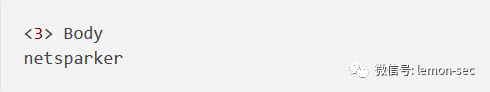 <3> Body
netsparker
微信号: lemon-sec